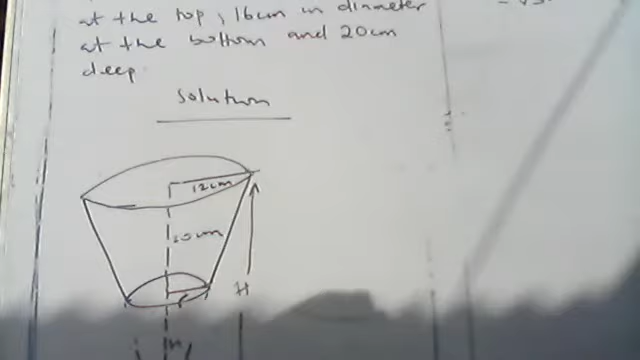 at the top, 16cm in diameter
at the bottom and 20cm
deep.
Solution
12cm
20cm
H
r